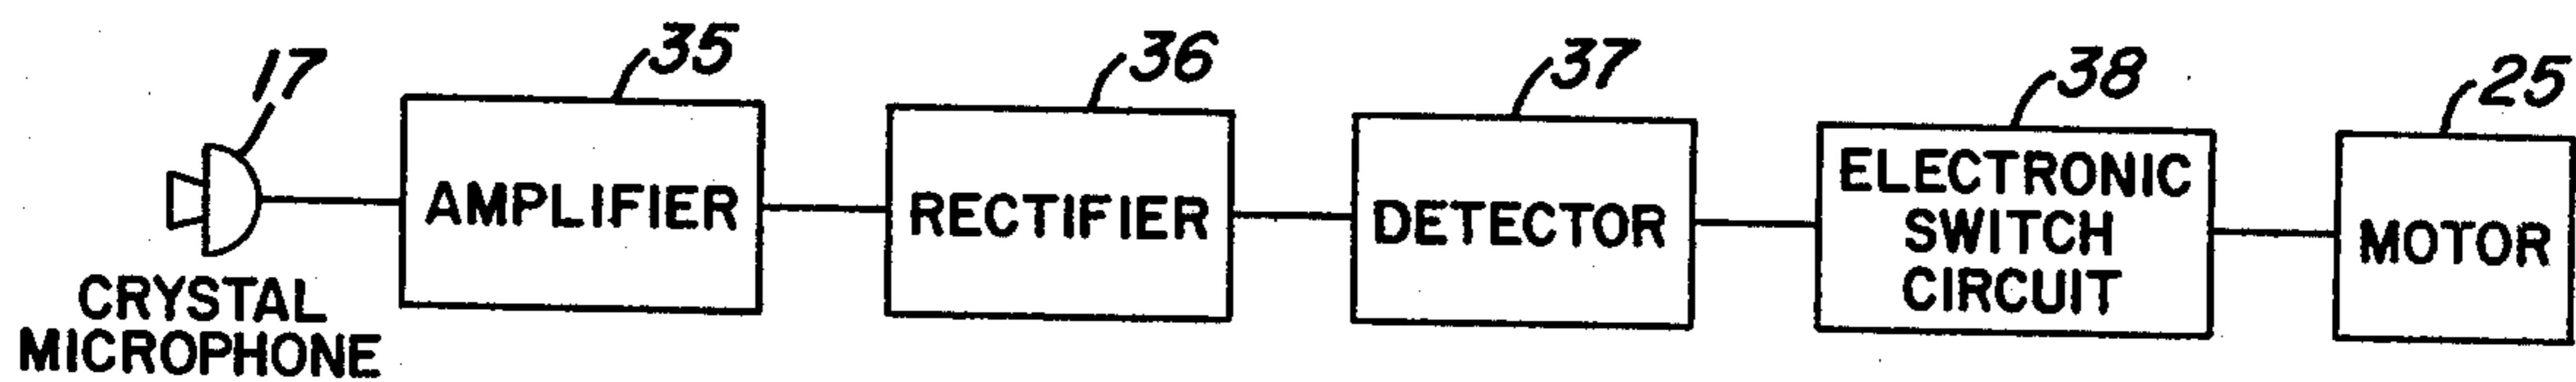 17
35
36
37
38
25
CRYSTAL
MICROPHONE
AMPLIFIER
RECTIFIER
DETECTOR
ELECTRONIC
SWITCH
CIRCUIT
MOTOR